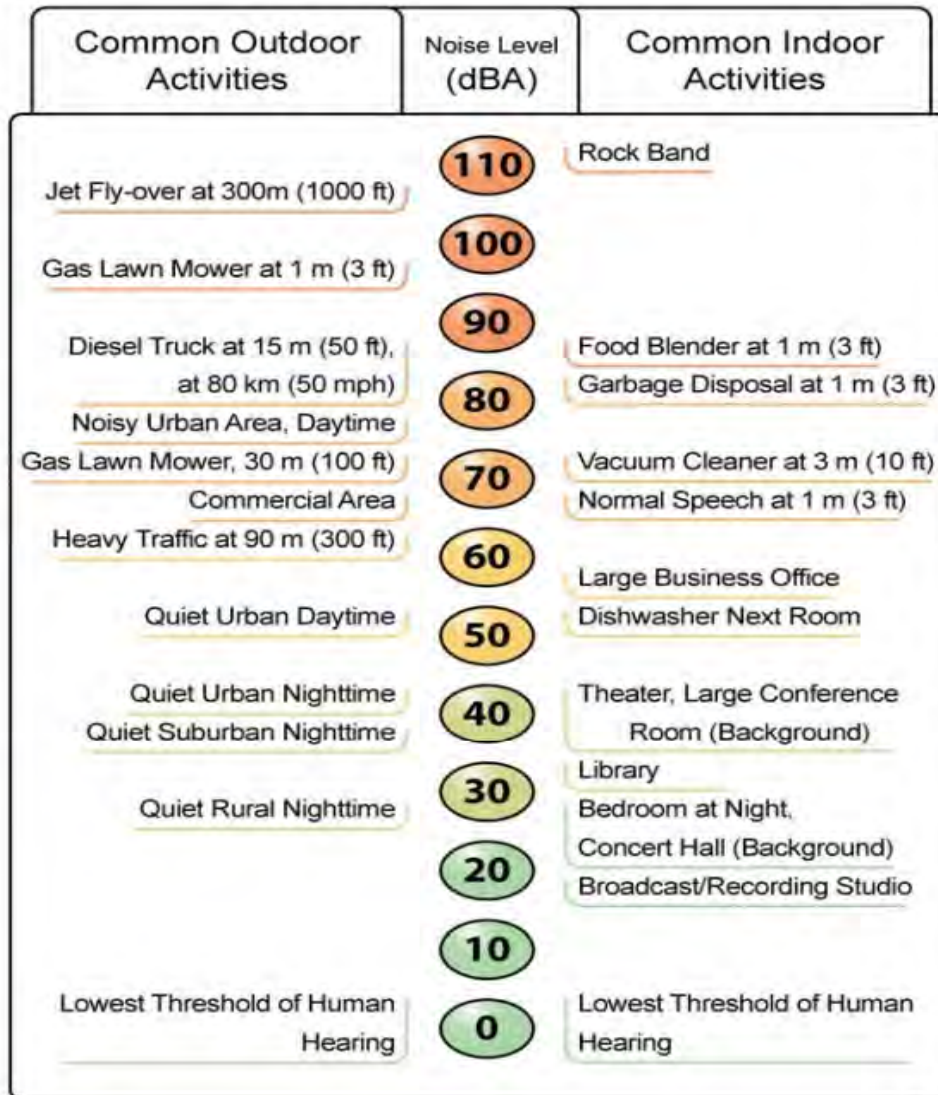 Common Outdoor
Activities
Noise Level
(dBA)
Common Indoor
Activities
110
Rock Band
Jet Fly-over at 300m (1000 ft)
100
Gas Lawn Mower at 1 m (3 ft)
90
Diesel Truck at 15 m (50 ft),
at 80 km (50 mph)
Food Blender at 1 m (3 ft)
80
Garbage Disposal at 1 m (3 ft)
Noisy Urban Area, Daytime
Gas Lawn Mower, 30 m (100 ft)
70
Vacuum Cleaner at 3 m (10 ft)
Commercial Area
Normal Speech at 1 m (3 ft)
Heavy Traffic at 90 m (300 ft)
60
Large Business Office
Quiet Urban Daytime
50
Dishwasher Next Room
Quiet Urban Nighttime
40
Theater, Large Conference
Room (Background)
Quiet Suburban Nighttime
30
Library
Quiet Rural Nighttime
Bedroom at Night,
Concert Hall (Background)
20
Broadcast/Recording Studio
10
Lowest Threshold of Human
Hearing
0
Lowest Threshold of Human
Hearing